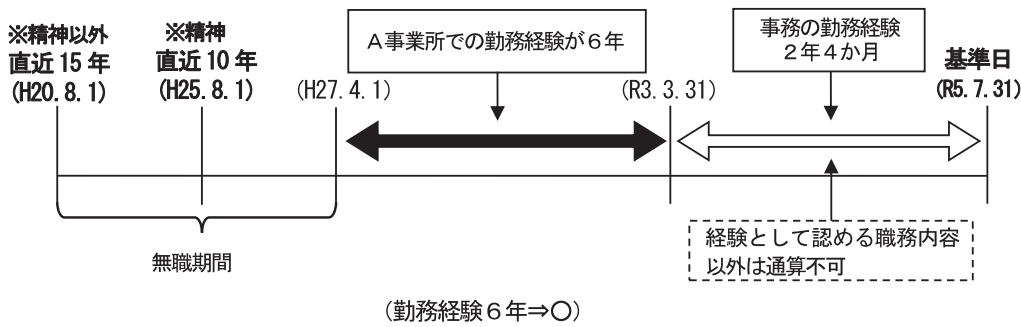 ※精神以外
直近 15 年
(H20. 8. 1)
※精神
直近 10 年
(H25. 8. 1)
A事業所での勤務経験が6年
(H27. 4. 1)
(R3. 3. 31)
事務の勤務経験
2年4か月
基準日
(R5. 7. 31)
無職期間
経験として認める職務内容
以外は通算不可
(勤務経験6年⇒〇)